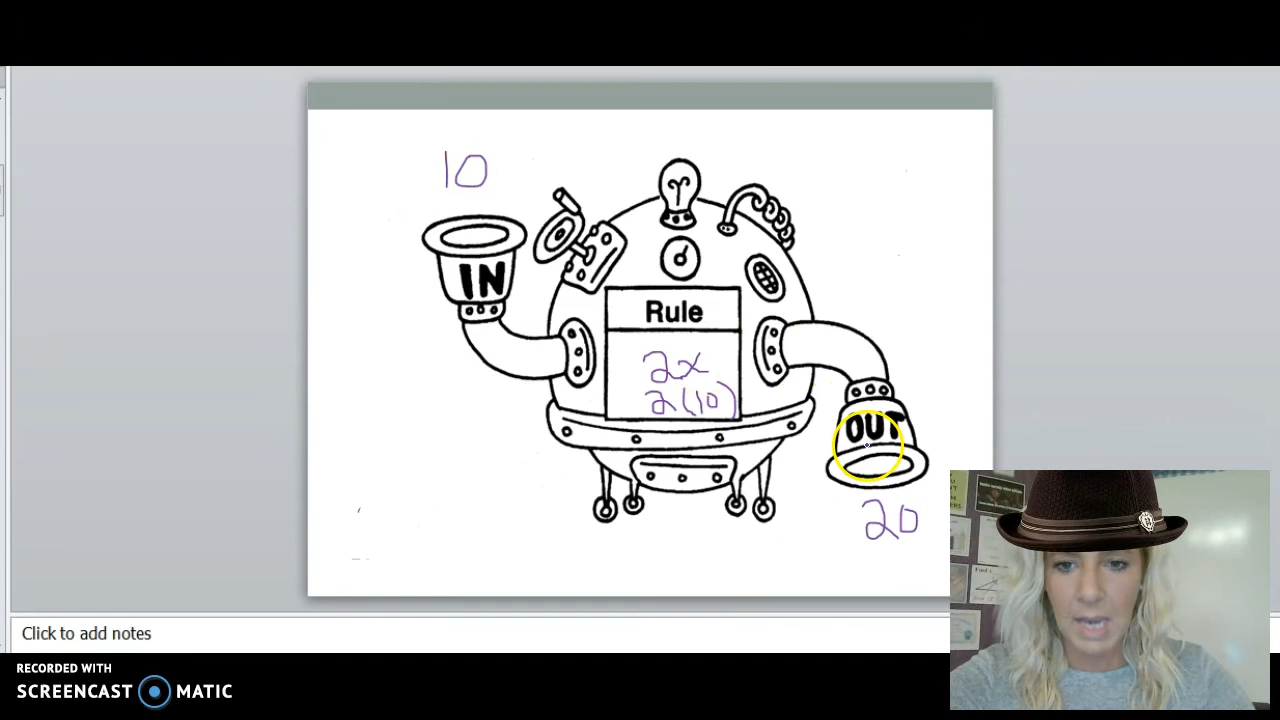 10
IN
Rule
2x
2(10)
OUT
20
Click to add notes
RECORDED WITH
SCREENCAST MATIC